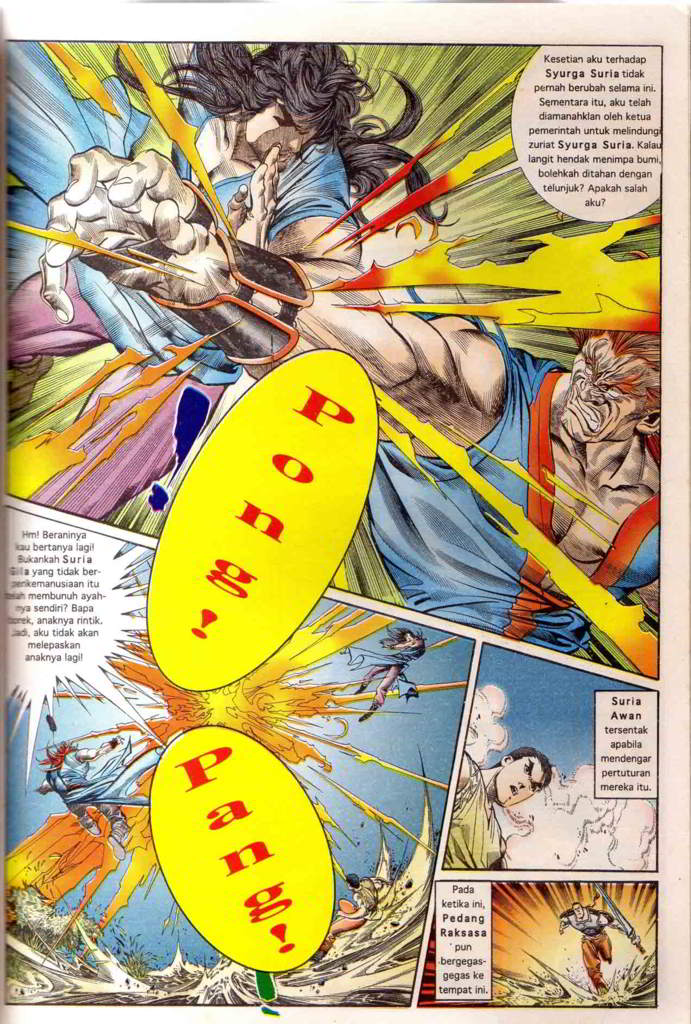 Kesetian aku terhadap
Syurga Suria tidak
pernah berubah selama ini.
Sementara itu, aku telah
diamanahklan oleh ketua
pemerintah untuk melindungi
zuriat Syurga Suria. Kalau
langit hendak menimpa bumi,
bolehkah ditahan dengan
telunjuk? Apakah salah
aku?
Pong!
Hm! Beraninya
kau bertanya lagi!
Bukankah Suria
Gila yang tidak ber-
perikemanusiaan itu
telah membunuh ayah-
nya sendiri? Bapa
borek, anaknya rintik.
Jadi, aku tidak akan
melepaskan
anaknya lagi!
Pang!
Suria
Awan
tersentak
apabila
mendengar
pertuturan
mereka itu.
Pada
ketika ini,
Pedang
Raksasa
pun
bergegas-
gegas ke
tempat ini.